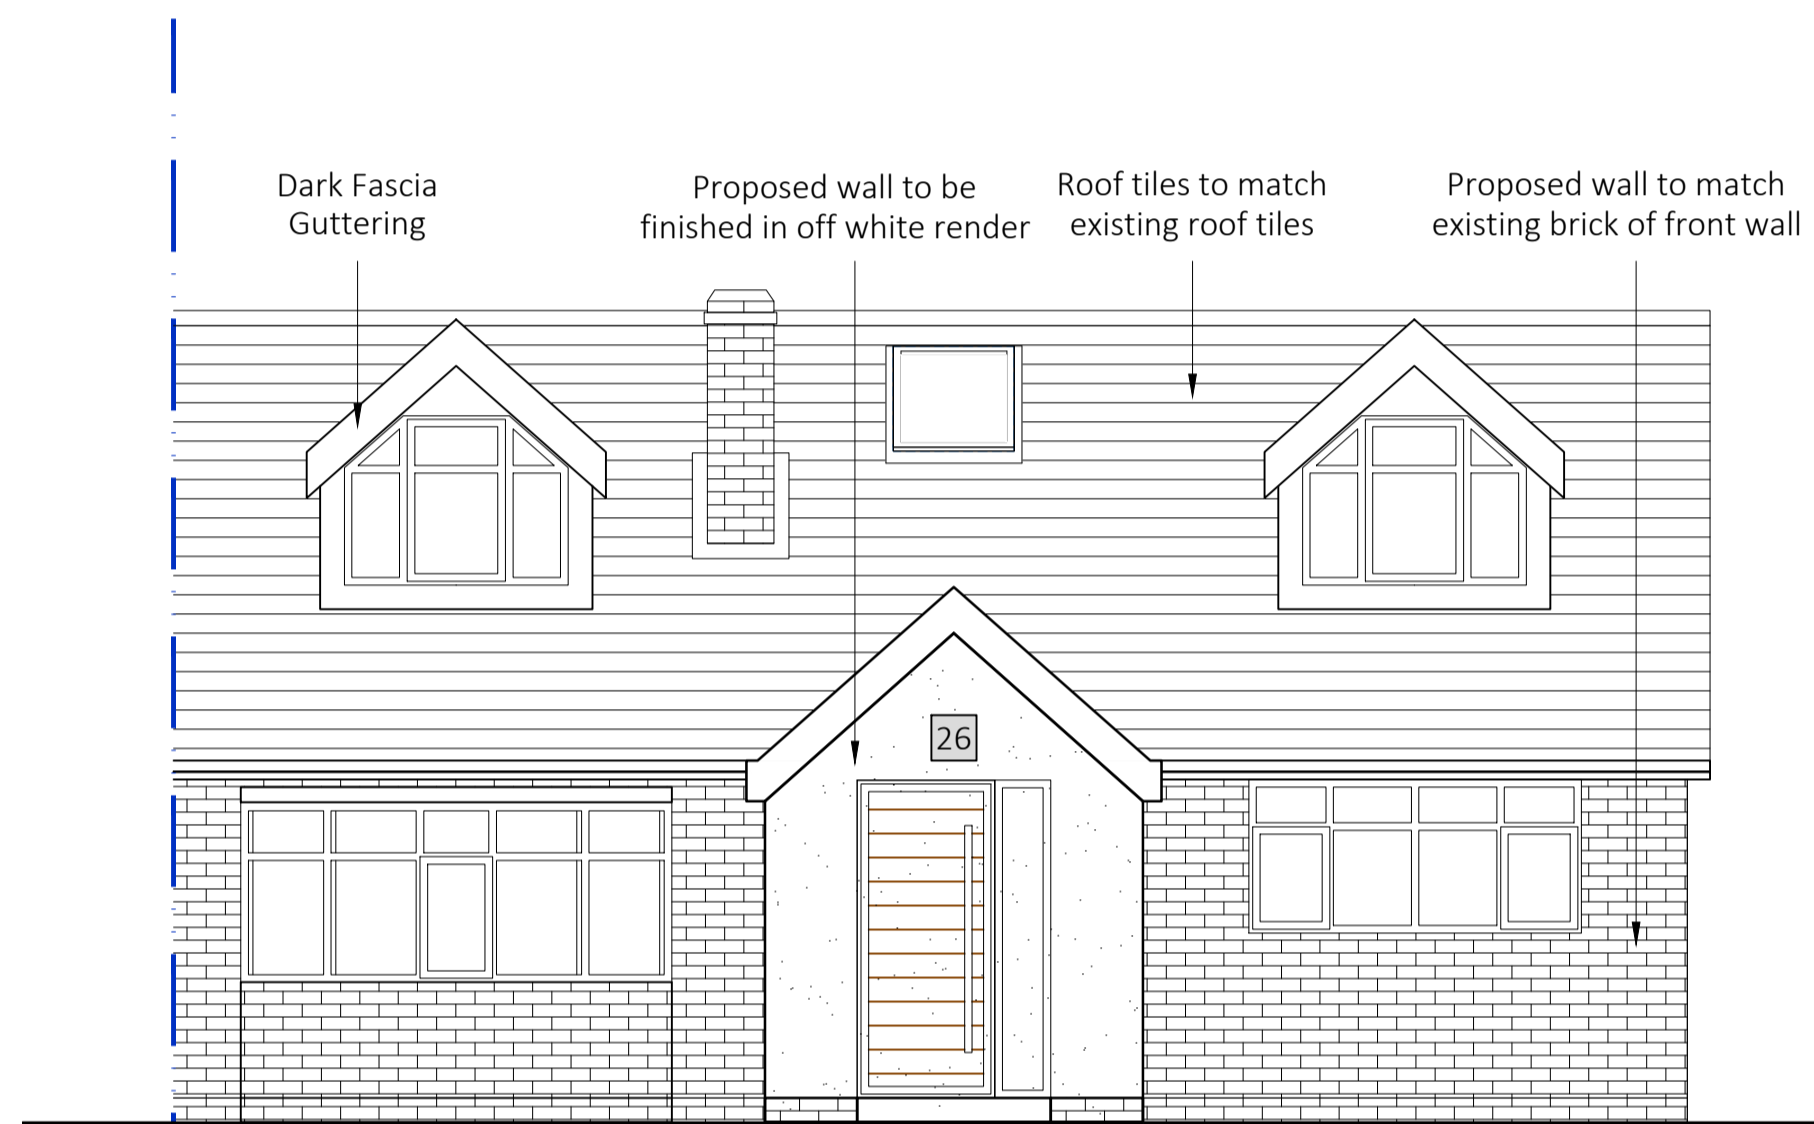 Dark Fascia
Guttering
Proposed wall to be
finished in off white render
Roof tiles to match
existing roof tiles
Proposed wall to match
existing brick of front wall
26